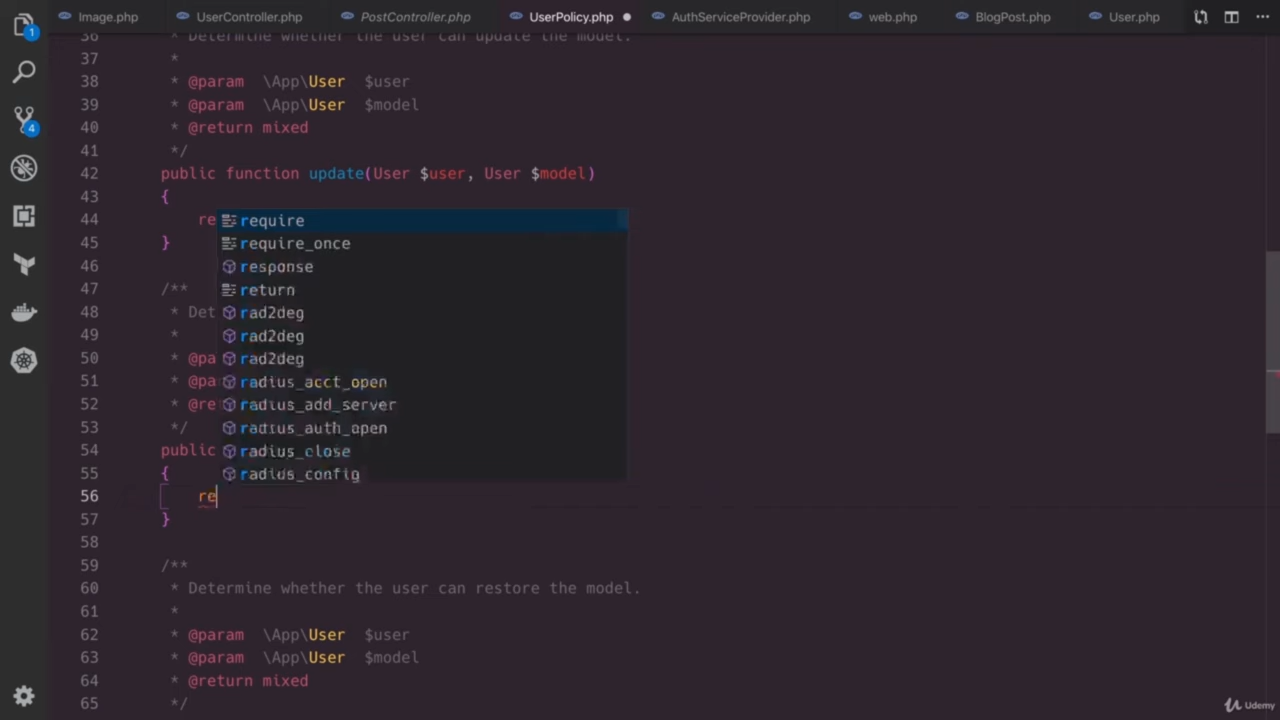 Image.php UserController.php PostController.php UserPolicy.php AuthServiceProvider.php web.php BlogPost.php User.php
1
4
36 * Determine whether the user can update the model.
37 *
38 * @param \App\User $user
39 * @param \App\User $model
40 * @return mixed
41 */
42 public function update(User $user, User $model)
43 {
44 re
45 }
46
47 /**
48 * Det
49 *
50 * @pa
51 * @pa
52 * @re
53 */
54 public
55 {
56 re
57 }
58
59 /**
60 * Determine whether the user can restore the model.
61 *
62 * @param \App\User $user
63 * @param \App\User $model
64 * @return mixed
65 */
require
require_once
response
return
rad2deg
rad2deg
rad2deg
radius_acct_open
radius_add_server
radius_auth_open
radius_close
radius_config
Udemy